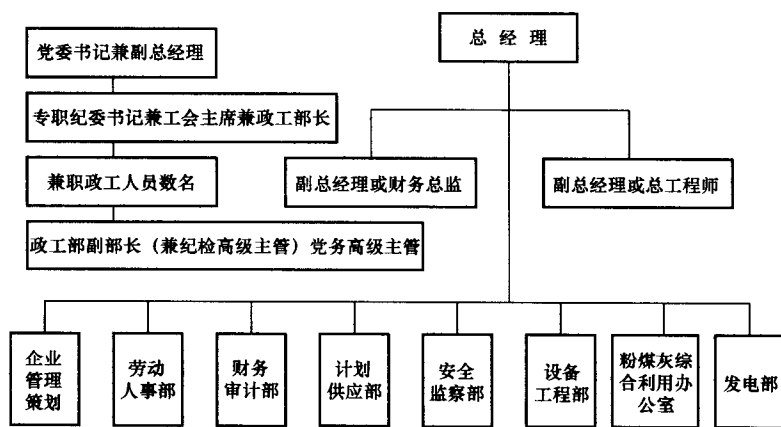 党委书记兼副总经理
总经理
专职纪委书记兼工会主席兼政工部长
兼职政工人员数名
副总经理或财务总监
副总经理或总工程师
政工部副部长（兼纪检高级主管）党务高级主管
企业
管理
策划
劳动
人事部
财务
审计部
计划
供应部
安全
监察部
设备
工程部
粉煤灰综
合利用办
公室
发电部